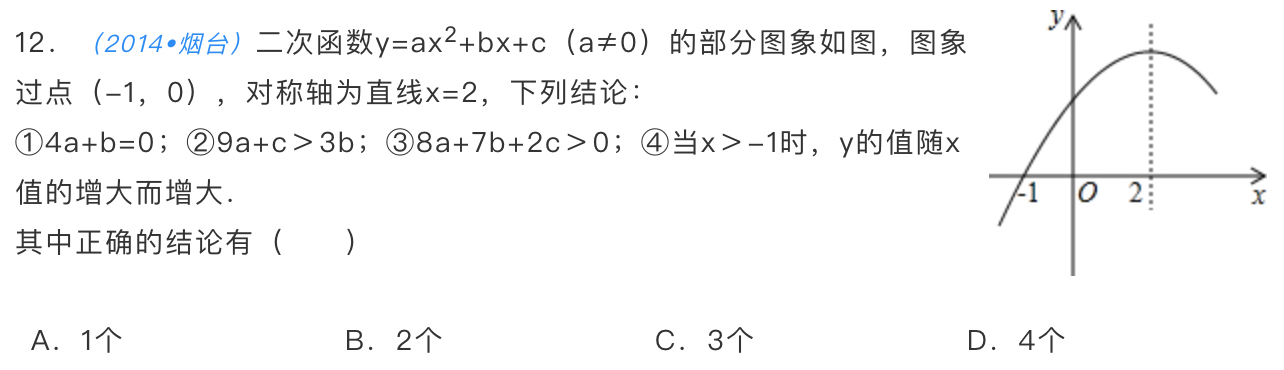 12. （2014•烟台）二次函数y=ax²+bx+c（a≠0）的部分图象如图，图象
过点（-1，0），对称轴为直线x=2，下列结论：
①4a+b=0；②9a+c＞3b；③8a+7b+2c＞0；④当x＞-1时，y的值随x
值的增大而增大.
其中正确的结论有（　　）
y
-1 O 2 x
A. 1个 B. 2个 C. 3个 D. 4个